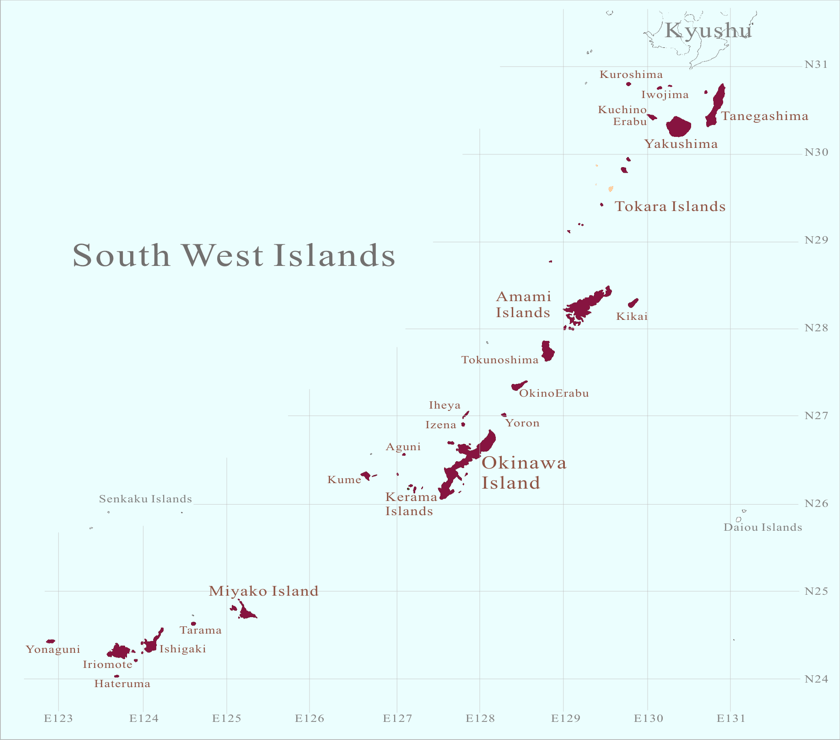 Kyushu
N31
Kuroshima
Iwojima
Kuchino
Erabu
Tanegashima
Yakushima
N30
Tokara Islands
N29
South West Islands
Amami
Islands
Kikai
N28
Tokunoshima
OkinoErabu
Iheya
Izena
Yoron
N27
Aguni
Okinawa
Island
Kume
Kerama
Islands
Senkaku Islands
N26
Daiou Islands
Miyako Island
N25
Tarama
Yonaguni
Ishigaki
Iriomote
Hateruma
N24
E123
E124
E125
E126
E127
E128
E129
E130
E131